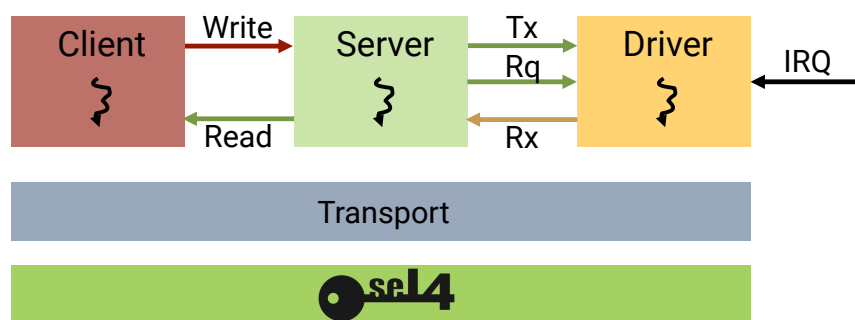 Client
Write
Server
Tx
Driver
Rq
IRQ
Read
Rx
Transport
seL4